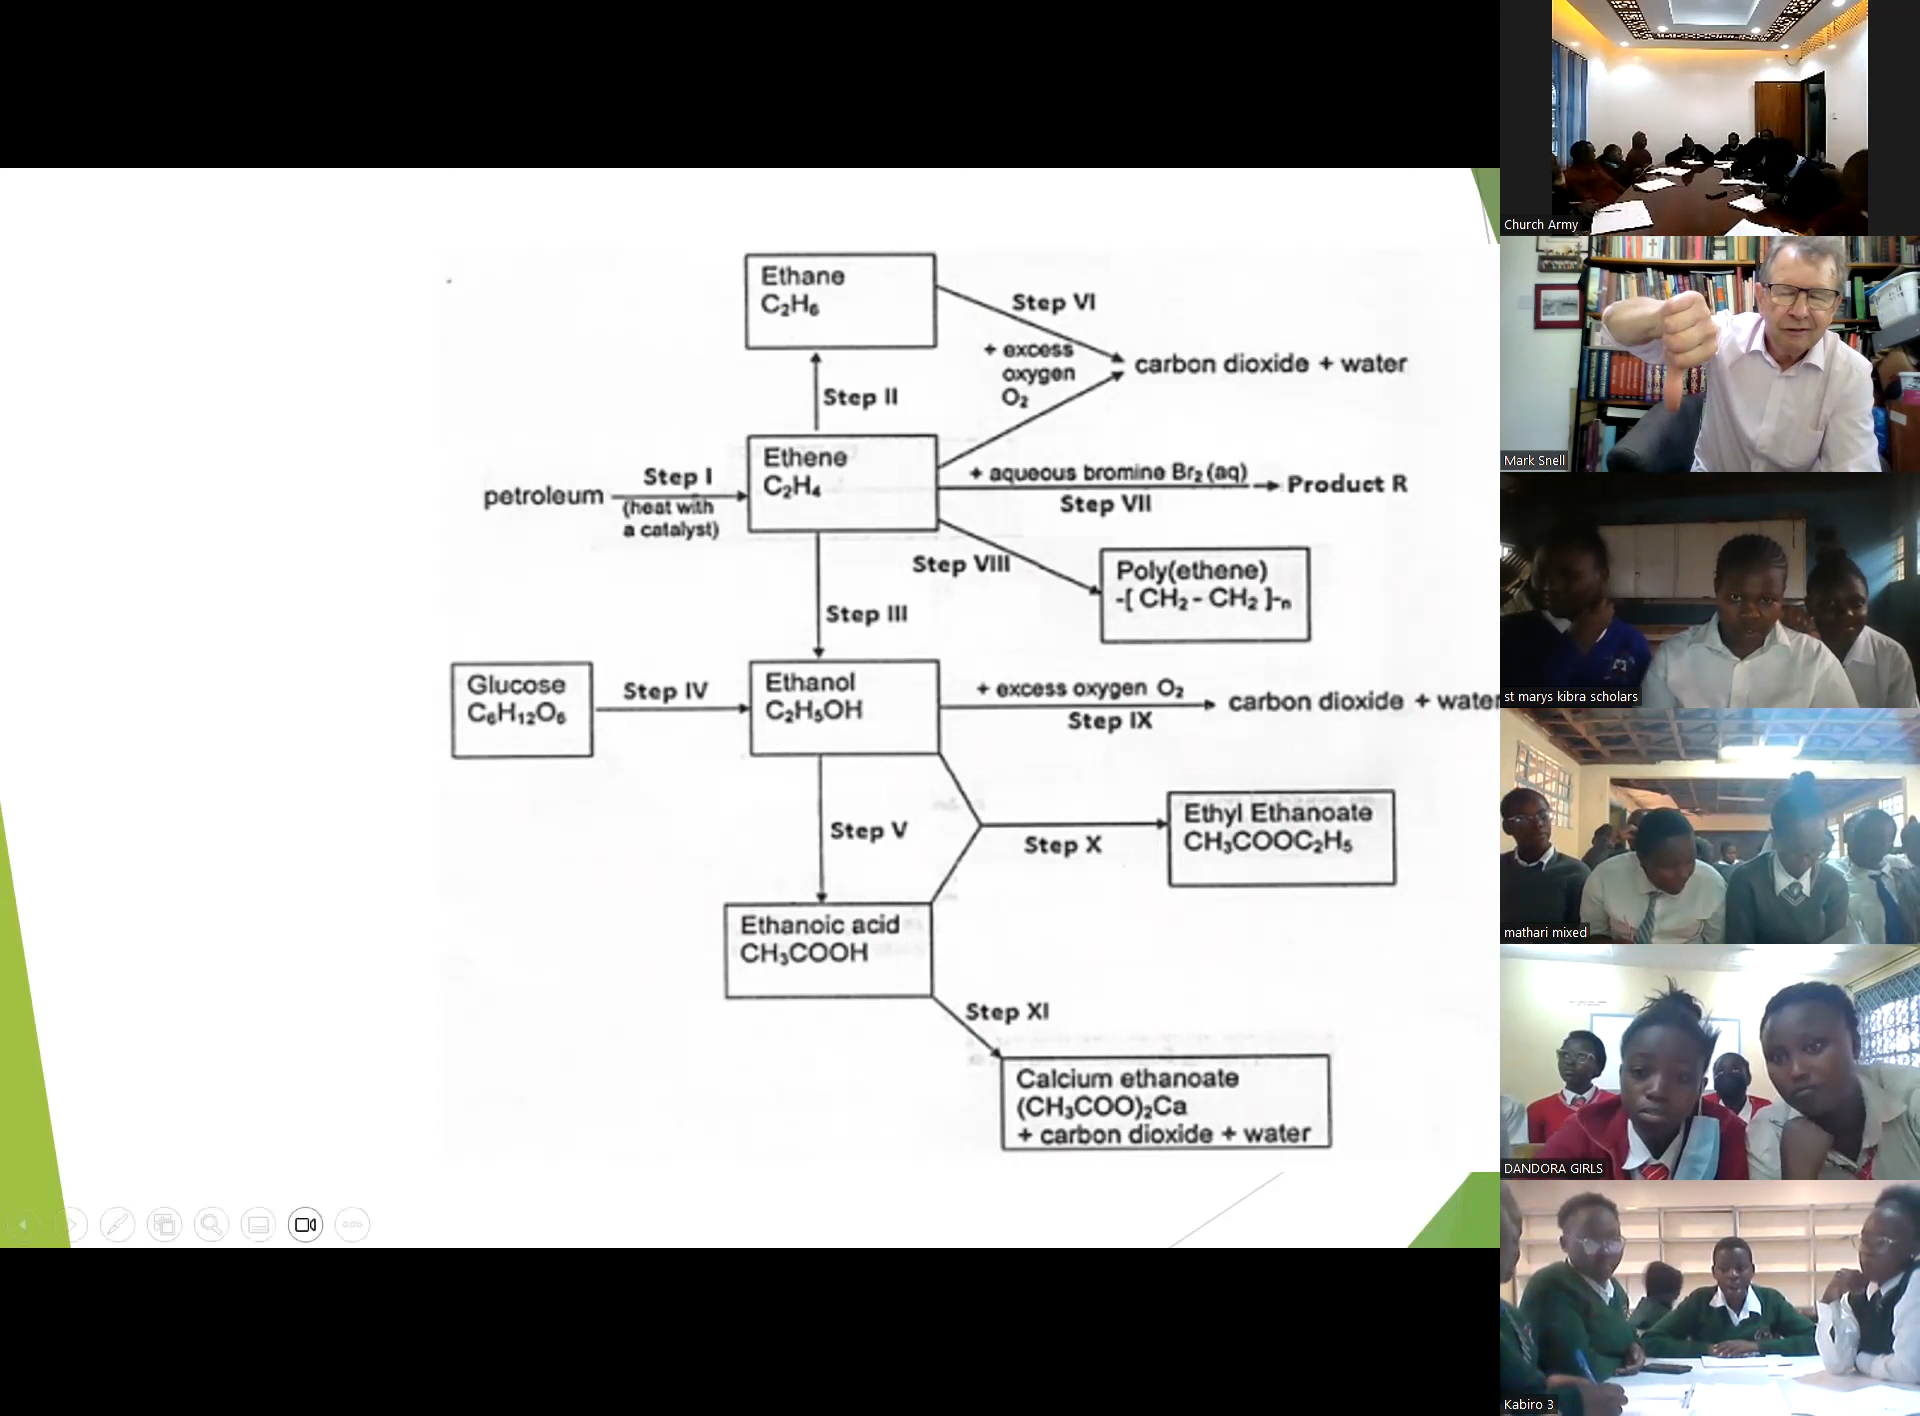 Ethane
C₂H₆
Step VI
+ excess
oxygen
O₂
carbon dioxide + water
Step II
Ethene
C₂H₄
petroleum
Step I
(heat with
a catalyst)
+ aqueous bromine Br₂ (aq)
Step VII
Product R
Step VIII
Poly(ethene)
-[ CH₂ - CH₂ ]-n
Step III
Glucose
C₆H₁₂O₆
Step IV
Ethanol
C₂H₅OH
+ excess oxygen O₂
Step IX
carbon dioxide + water
Step V
Step X
Ethyl Ethanoate
CH₃COOC₂H₅
Ethanoic acid
CH₃COOH
Step XI
Calcium ethanoate
(CH₃COO)₂Ca
+ carbon dioxide + water
Church Army
Mark Snell
st marys kibra scholars
mathari mixed
DANDORA GIRLS
Kabiro 3